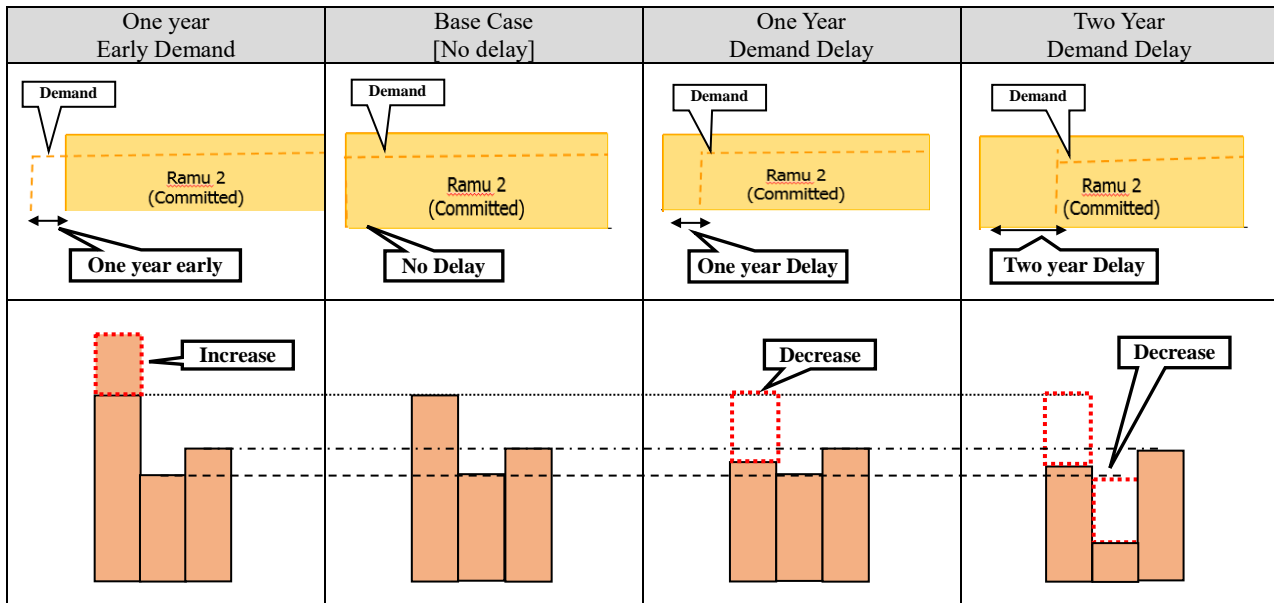 One year
Early Demand
Base Case
[No delay]
One Year
Demand Delay
Two Year
Demand Delay
Demand
Ramu 2
(Committed)
One year early
Demand
Ramu 2
(Committed)
No Delay
Demand
Ramu 2
(Committed)
One year Delay
Demand
Ramu 2
(Committed)
Two year Delay
Increase
Decrease
Decrease